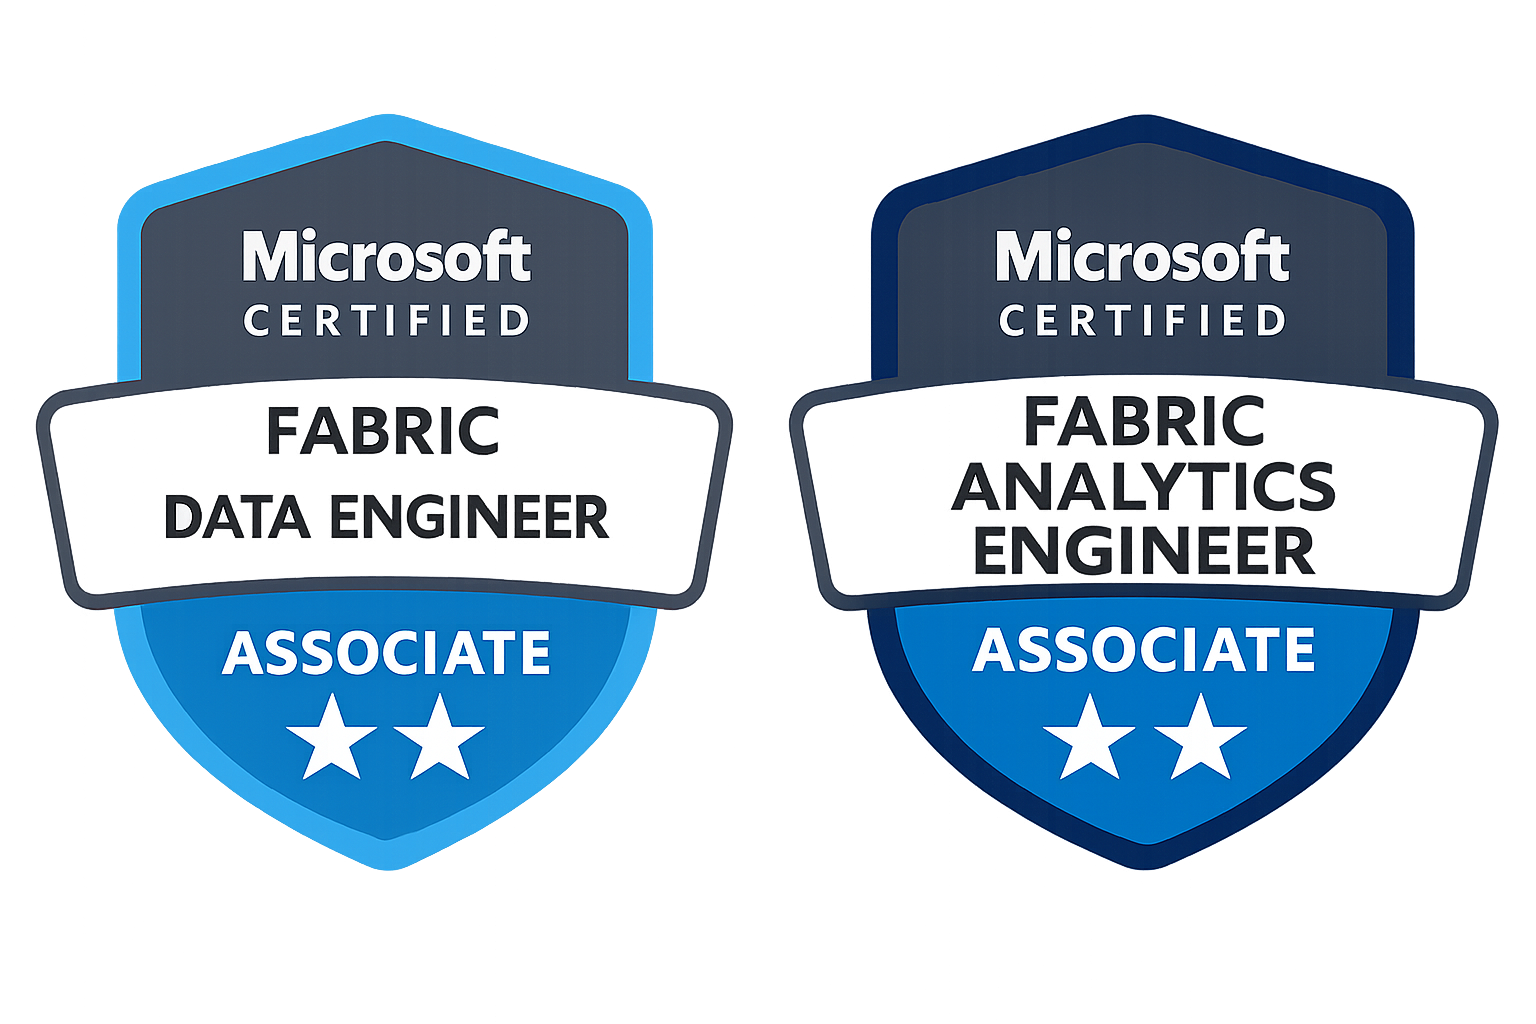 Microsoft
CERTIFIED
FABRIC
DATA ENGINEER
ASSOCIATE
Microsoft
CERTIFIED
FABRIC
ANALYTICS
ENGINEER
ASSOCIATE